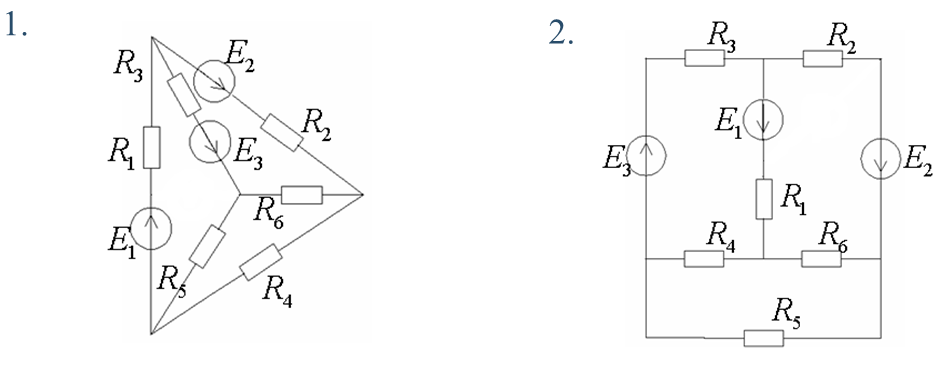 1.
R₃
E₂
R₂
R₁
E₃
R₆
E₁
R₅
R₄
2.
R₃
R₂
E₁
E₃
E₂
R₁
R₄
R₆
R₅